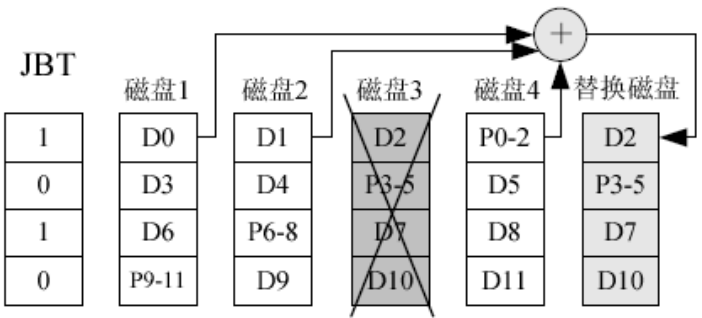 +
JBT 磁盘1 磁盘2 磁盘3 磁盘4 替换磁盘
1 D0 D1 D2 P0-2 D2
0 D3 D4 P3-5 D5 P3-5
1 D6 P6-8 D7 D8 D7
0 P9-11 D9 D10 D11 D10